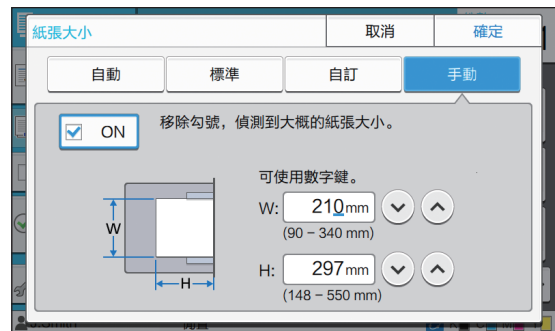 紙張大小
取消
確定
自動
標準
自訂
手動
ON
移除勾號，偵測到大概的紙張大小。
可使用數字鍵。
W
W: 210mm
(90 – 340 mm)
H
H: 297mm
(148 – 550 mm)
J.Smith